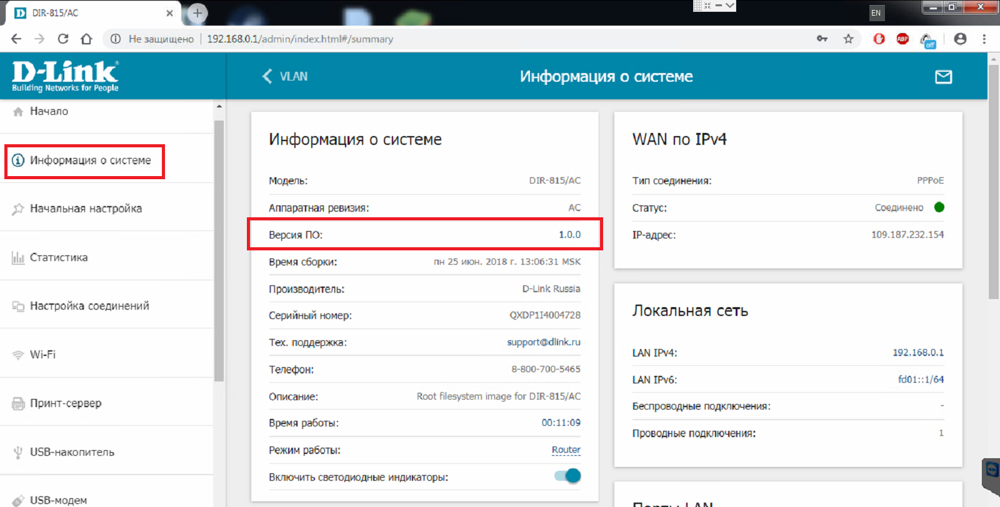 DIR-815/AC
EN
Не защищено
192.168.0.1/admin/index.html#/summary
ABP
off
D-Link
Building Networks for People
VLAN
Информация о системе
Начало
Информация о системе
Начальная настройка
Статистика
Настройка соединений
Wi-Fi
Принт-сервер
USB-накопитель
USB-модем
Информация о системе
Модель: DIR-815/AC
Аппаратная ревизия: AC
Версия ПО: 1.0.0
Время сборки: пн 25 июн. 2018 г. 13:06:31 MSK
Производитель: D-Link Russia
Серийный номер: QXDP1I4004728
Тех. поддержка: support@dlink.ru
Телефон: 8-800-700-5465
Описание: Root filesystem image for DIR-815/AC
Время работы: 00:11:09
Режим работы: Router
Включить светодиодные индикаторы:
WAN по IPv4
Тип соединения: PPPoE
Статус: Соединено
IP-адрес: 109.187.232.154
Локальная сеть
LAN IPv4: 192.168.0.1
LAN IPv6: fd01::1/64
Беспроводные подключения: -
Проводные подключения: 1
Порты LAN